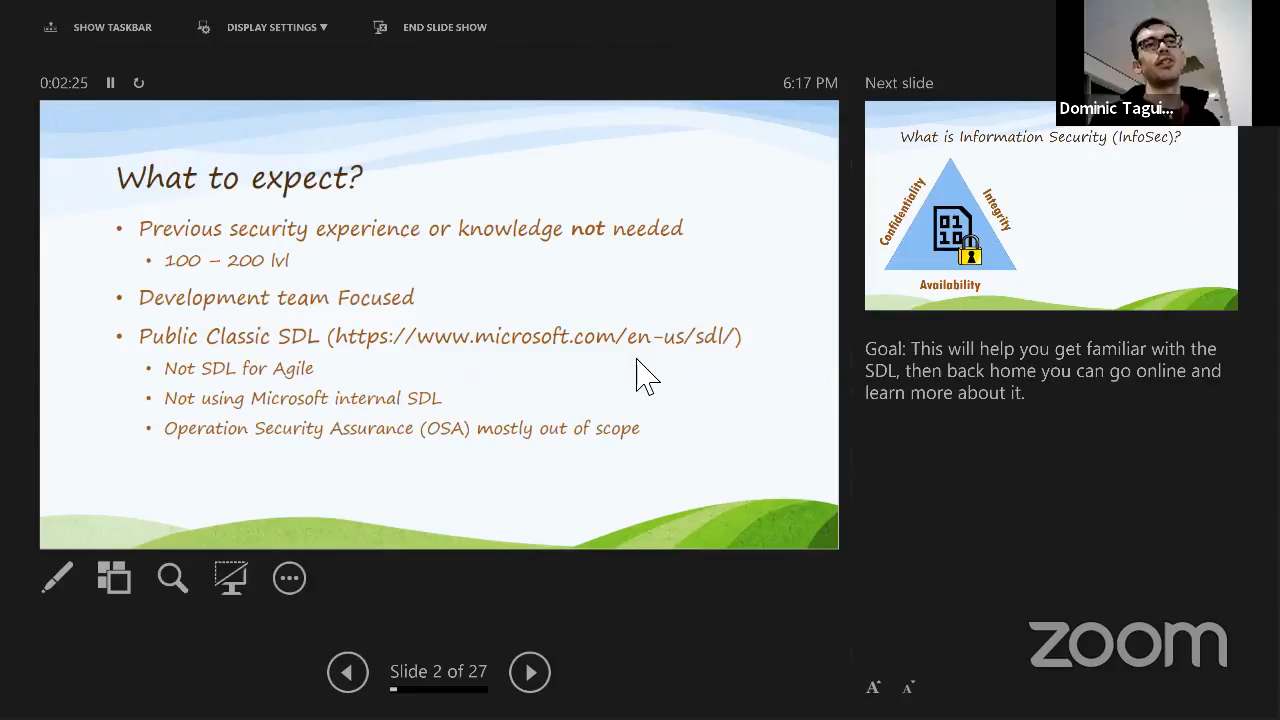 SHOW TASKBAR
DISPLAY SETTINGS ▼
END SLIDE SHOW
0:02:25
6:17 PM
Next slide
Dominic Tagui...
What to expect?
• Previous security experience or knowledge not needed
• 100 – 200 lvl
• Development team Focused
• Public Classic SDL (https://www.microsoft.com/en-us/sdl/)
• Not SDL for Agile
• Not using Microsoft internal SDL
• Operation Security Assurance (OSA) mostly out of scope
What is Information Security (InfoSec)?
Confidentiality
Integrity
01
10
Availability
Goal: This will help you get familiar with the
SDL, then back home you can go online and
learn more about it.
Slide 2 of 27
zoom
A A